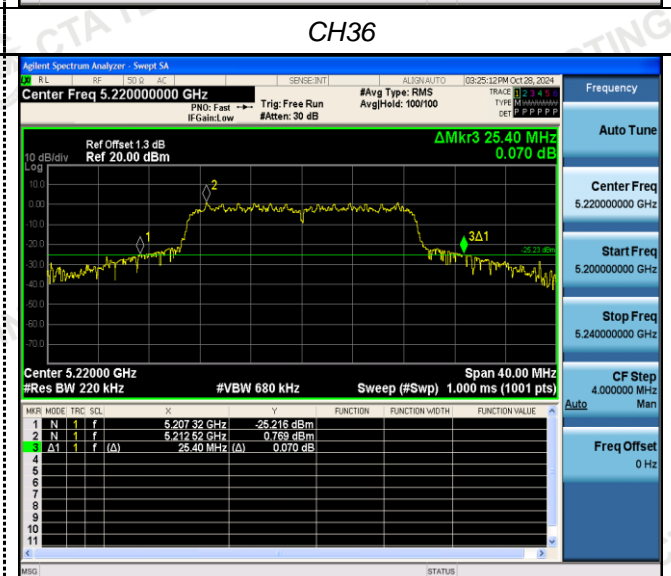 CH36
Agilent Spectrum Analyzer - Swept SA
RL RF 50 Ω AC SENSE:INT ALIGNAUTO 03:25:12 PM Oct 28, 2024
Center Freq 5.220000000 GHz
PNO: Fast
IFGain:Low
Trig: Free Run
#Atten: 30 dB
#Avg Type: RMS
Avg|Hold: 100/100
TRACE 1 2 3 4 5 6
TYPE M
DET P P P P P P
Frequency
Ref Offset 1.3 dB
10 dB/div Ref 20.00 dBm
Log
ΔMkr3 25.40 MHz
0.070 dB
10.0
0.00
-10.0
-20.0
-30.0
-40.0
-50.0
-60.0
-70.0
1
2
3Δ1
-25.23 dBm
Center 5.22000 GHz Span 40.00 MHz
#Res BW 220 kHz #VBW 680 kHz Sweep (#Swp) 1.000 ms (1001 pts)
MKR MODE TRC SCL X Y FUNCTION FUNCTION WIDTH FUNCTION VALUE
1 N 1 f 5.207 32 GHz -25.216 dBm
2 N 1 f 5.212 52 GHz 0.769 dBm
3 Δ1 1 f (Δ) 25.40 MHz (Δ) 0.070 dB
4
5
6
7
8
9
10
11
MSG STATUS
Auto Tune
Center Freq
5.220000000 GHz
Start Freq
5.200000000 GHz
Stop Freq
5.240000000 GHz
CF Step
4.000000 MHz
Auto Man
Freq Offset
0 Hz